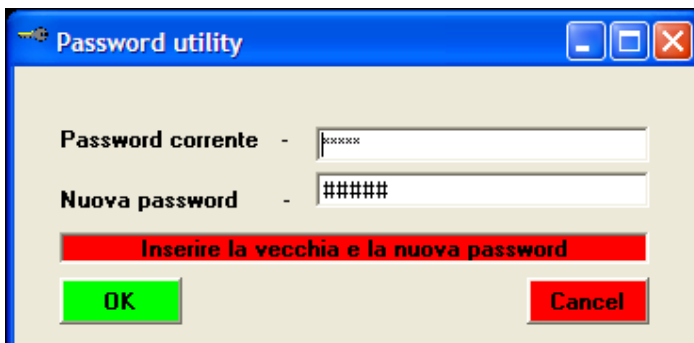 Password utility
Password corrente - *****
Nuova password - #####
Inserire la vecchia e la nuova password
OK Cancel